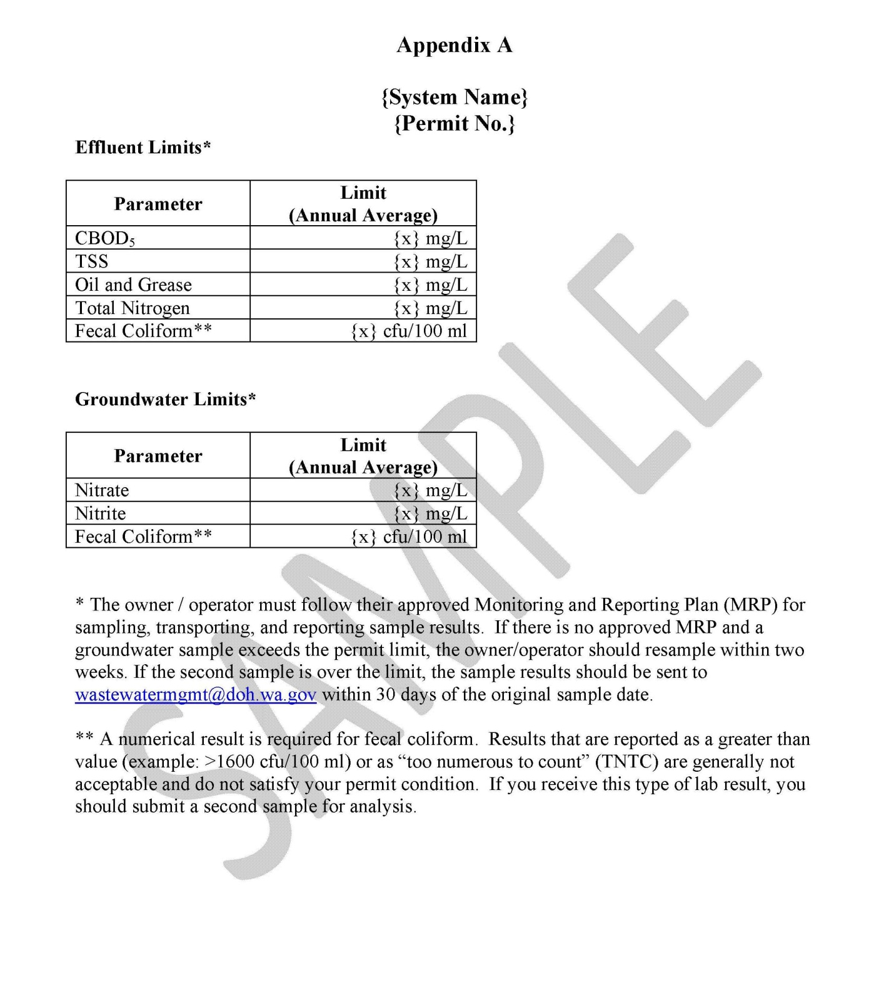 Appendix A
{System Name}
{Permit No.}
Effluent Limits*
Parameter
Limit
(Annual Average)
CBOD₅ {x} mg/L
TSS {x} mg/L
Oil and Grease {x} mg/L
Total Nitrogen {x} mg/L
Fecal Coliform** {x} cfu/100 ml
Groundwater Limits*
Parameter
Limit
(Annual Average)
Nitrate {x} mg/L
Nitrite {x} mg/L
Fecal Coliform** {x} cfu/100 ml
* The owner / operator must follow their approved Monitoring and Reporting Plan (MRP) for
sampling, transporting, and reporting sample results.  If there is no approved MRP and a
groundwater sample exceeds the permit limit, the owner/operator should resample within two
weeks. If the second sample is over the limit, the sample results should be sent to
wastewatermgmt@doh.wa.gov within 30 days of the original sample date.
** A numerical result is required for fecal coliform.  Results that are reported as a greater than
value (example: >1600 cfu/100 ml) or as “too numerous to count” (TNTC) are generally not
acceptable and do not satisfy your permit condition.  If you receive this type of lab result, you
should submit a second sample for analysis.
SAMPLE